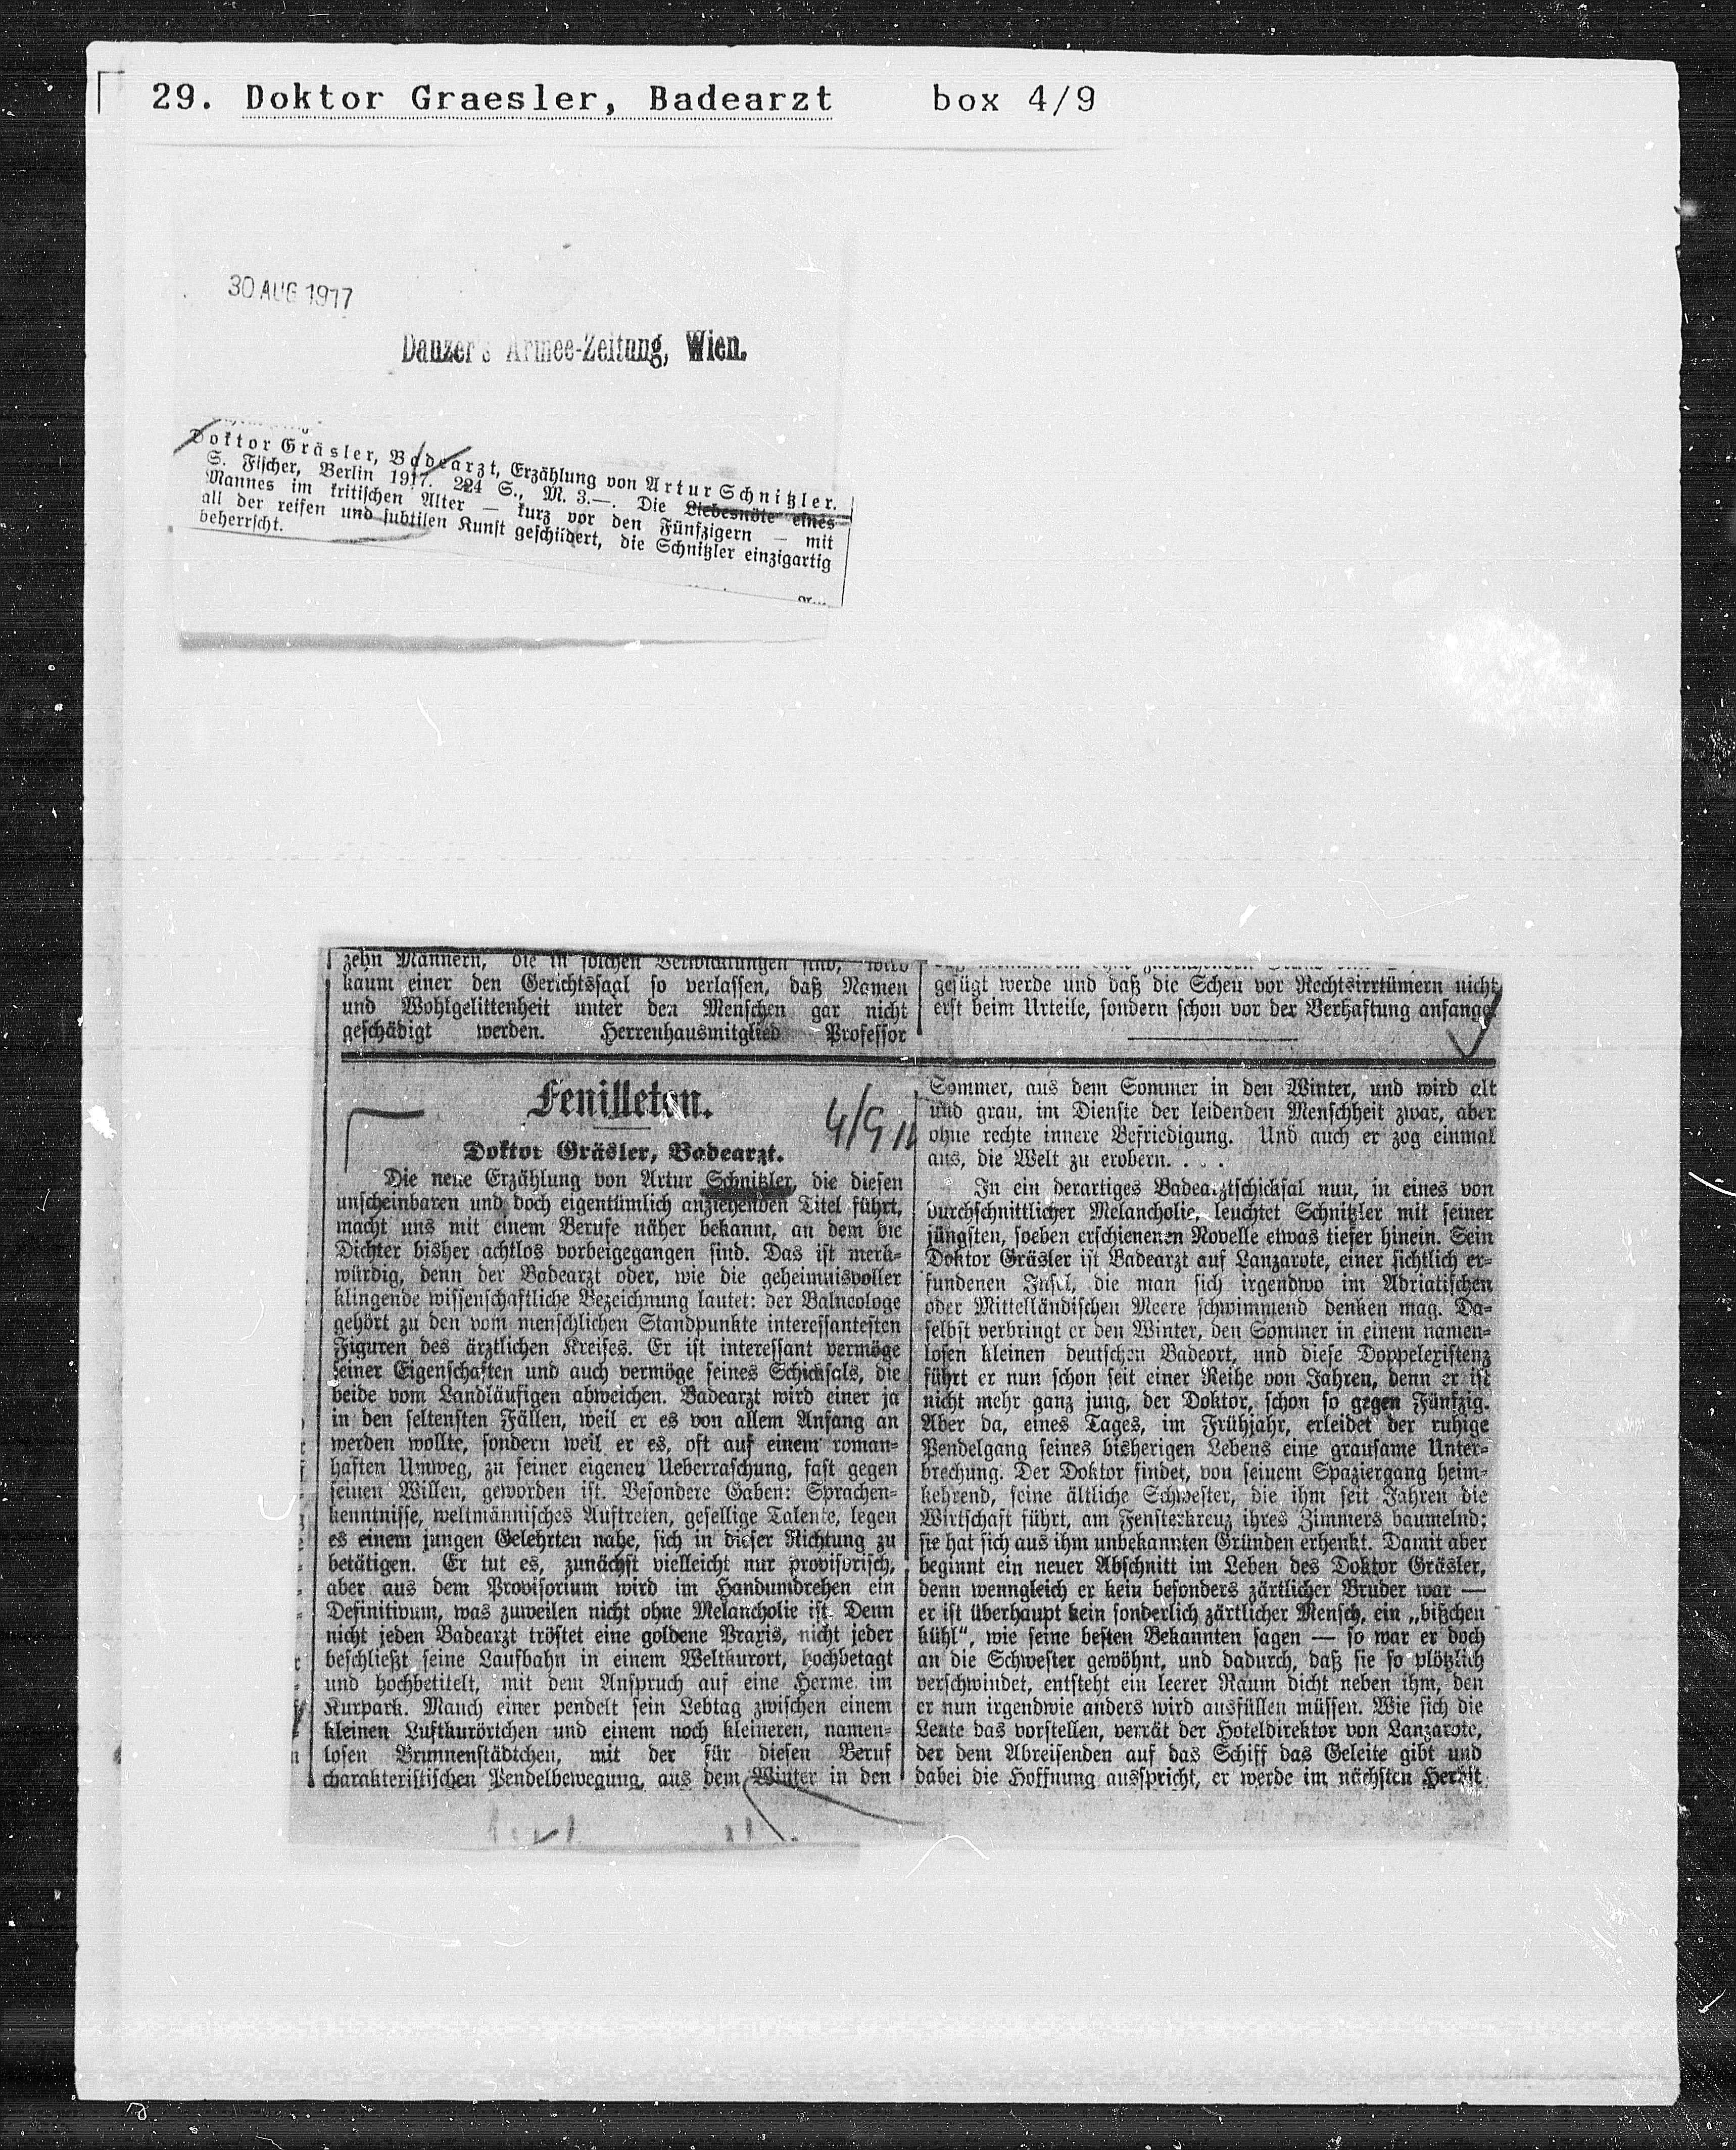 29. Doktor Graesler, Badearzt box 4/9
30 AUG 1917
Danzer's Armee-Zeitung, Wien.
Doktor Gräsler, Badearzt, Erzählung von Artur Schnitzler.
S. Fischer, Berlin 1917. 224 S., M. 3.—. Die Liebesnöte eines
Mannes im kritischen Alter — kurz vor den Fünfzigern — mit
all der reifen und subtilen Kunst geschildert, die Schnitzler einzigartig
beherrscht.
zehn Männern, die in solchen Verwicklungen sind, wird
kaum einer den Gerichtssaal so verlassen, daß Namen
und Wohlgelittenheit unter den Menschen gar nicht
geschädigt werden. Herrenhausmitglied Professor
gefügt werde und daß die Scheu vor Rechtsirrtümern nicht
erst beim Urteile, sondern schon vor der Verhaftung anfange.
Feuilleton.
4/9 17
Doktor Gräsler, Badearzt.
Die neue Erzählung von Artur Schnitzler, die diesen
unscheinbaren und doch eigentümlich anziehenden Titel führt,
macht uns mit einem Berufe näher bekannt, an dem die
Dichter bisher achtlos vorbeigegangen sind. Das ist merk-
würdig, denn der Badearzt oder, wie die geheimnisvoller
klingende wissenschaftliche Bezeichnung lautet: der Balneologe
gehört zu den vom menschlichen Standpunkte interessantesten
Figuren des ärztlichen Kreises. Er ist interessant vermöge
seiner Eigenschaften und auch vermöge seines Schicksals, die
beide vom Landläufigen abweichen. Badearzt wird einer ja
in den seltensten Fällen, weil er es von allem Anfang an
werden wollte, sondern weil er es, oft auf einem roman-
haften Umweg, zu seiner eigenen Ueberraschung, fast gegen
seinen Willen, geworden ist. Besondere Gaben: Sprachen-
kenntnisse, weltmännisches Auftreten, gesellige Talente, legen
es einem jungen Gelehrten nahe, sich in dieser Richtung zu
betätigen. Er tut es, zunächst vielleicht nur provisorisch,
aber aus dem Provisorium wird im Handumdrehen ein
Definitivum, was zuweilen nicht ohne Melancholie ist. Denn
nicht jeden Badearzt tröstet eine goldene Praxis, nicht jeder
beschließt seine Laufbahn in einem Weltkurort, hochbetagt
und hochbetitelt, mit dem Anspruch auf eine Herme im
Kurpark. Manch einer pendelt sein Lebtag zwischen einem
kleinen Luftkurörtchen und einem noch kleineren, namen-
losen Brunnenstädtchen, mit der für diesen Beruf
charakteristischen Pendelbewegung, aus dem Winter in den
Sommer, aus dem Sommer in den Winter, und wird alt
und grau, im Dienste der leidenden Menschheit zwar, aber
ohne rechte innere Befriedigung. Und auch er zog einmal
aus, die Welt zu erobern. . . .
In ein derartiges Badearztschicksal nun, in eines von
durchschnittlicher Melancholie, leuchtet Schnitzler mit seiner
jüngsten, soeben erschienenen Novelle etwas tiefer hinein. Sein
Doktor Gräsler ist Badearzt auf Lanzarote, einer sichtlich er-
fundenen Insel, die man sich irgendwo im Adriatischen
oder Mittelländischen Meere schwimmend denken mag. Da-
selbst verbringt er den Winter, den Sommer in einem namen-
losen kleinen deutschen Badeort, und diese Doppelexistenz
führt er nun schon seit einer Reihe von Jahren, denn er ist
nicht mehr ganz jung, der Doktor, schon so gegen Fünfzig.
Aber da, eines Tages, im Frühjahr, erleidet der ruhige
Pendelgang seines bisherigen Lebens eine grausame Unter-
brechung. Der Doktor findet, von seinem Spaziergang heim-
kehrend, seine ältliche Schwester, die ihm seit Jahren die
Wirtschaft führt, am Fensterkreuz ihres Zimmers baumelnd;
sie hat sich aus ihm unbekannten Gründen erhenkt. Damit aber
beginnt ein neuer Abschnitt im Leben des Doktor Gräsler,
denn wenngleich er kein besonders zärtlicher Bruder war —
er ist überhaupt kein sonderlich zärtlicher Mensch, ein „bißchen
kühl“, wie seine besten Bekannten sagen — so war er doch
an die Schwester gewöhnt, und dadurch, daß sie so plötzlich
verschwindet, entsteht ein leerer Raum dicht neben ihm, den
er nun irgendwie anders wird ausfüllen müssen. Wie sich die
Leute das vorstellen, verrät der Hoteldirektor von Lanzarote,
der dem Abreisenden auf das Schiff das Geleite gibt und
dabei die Hoffnung ausspricht, er werde im nächsten Herbst